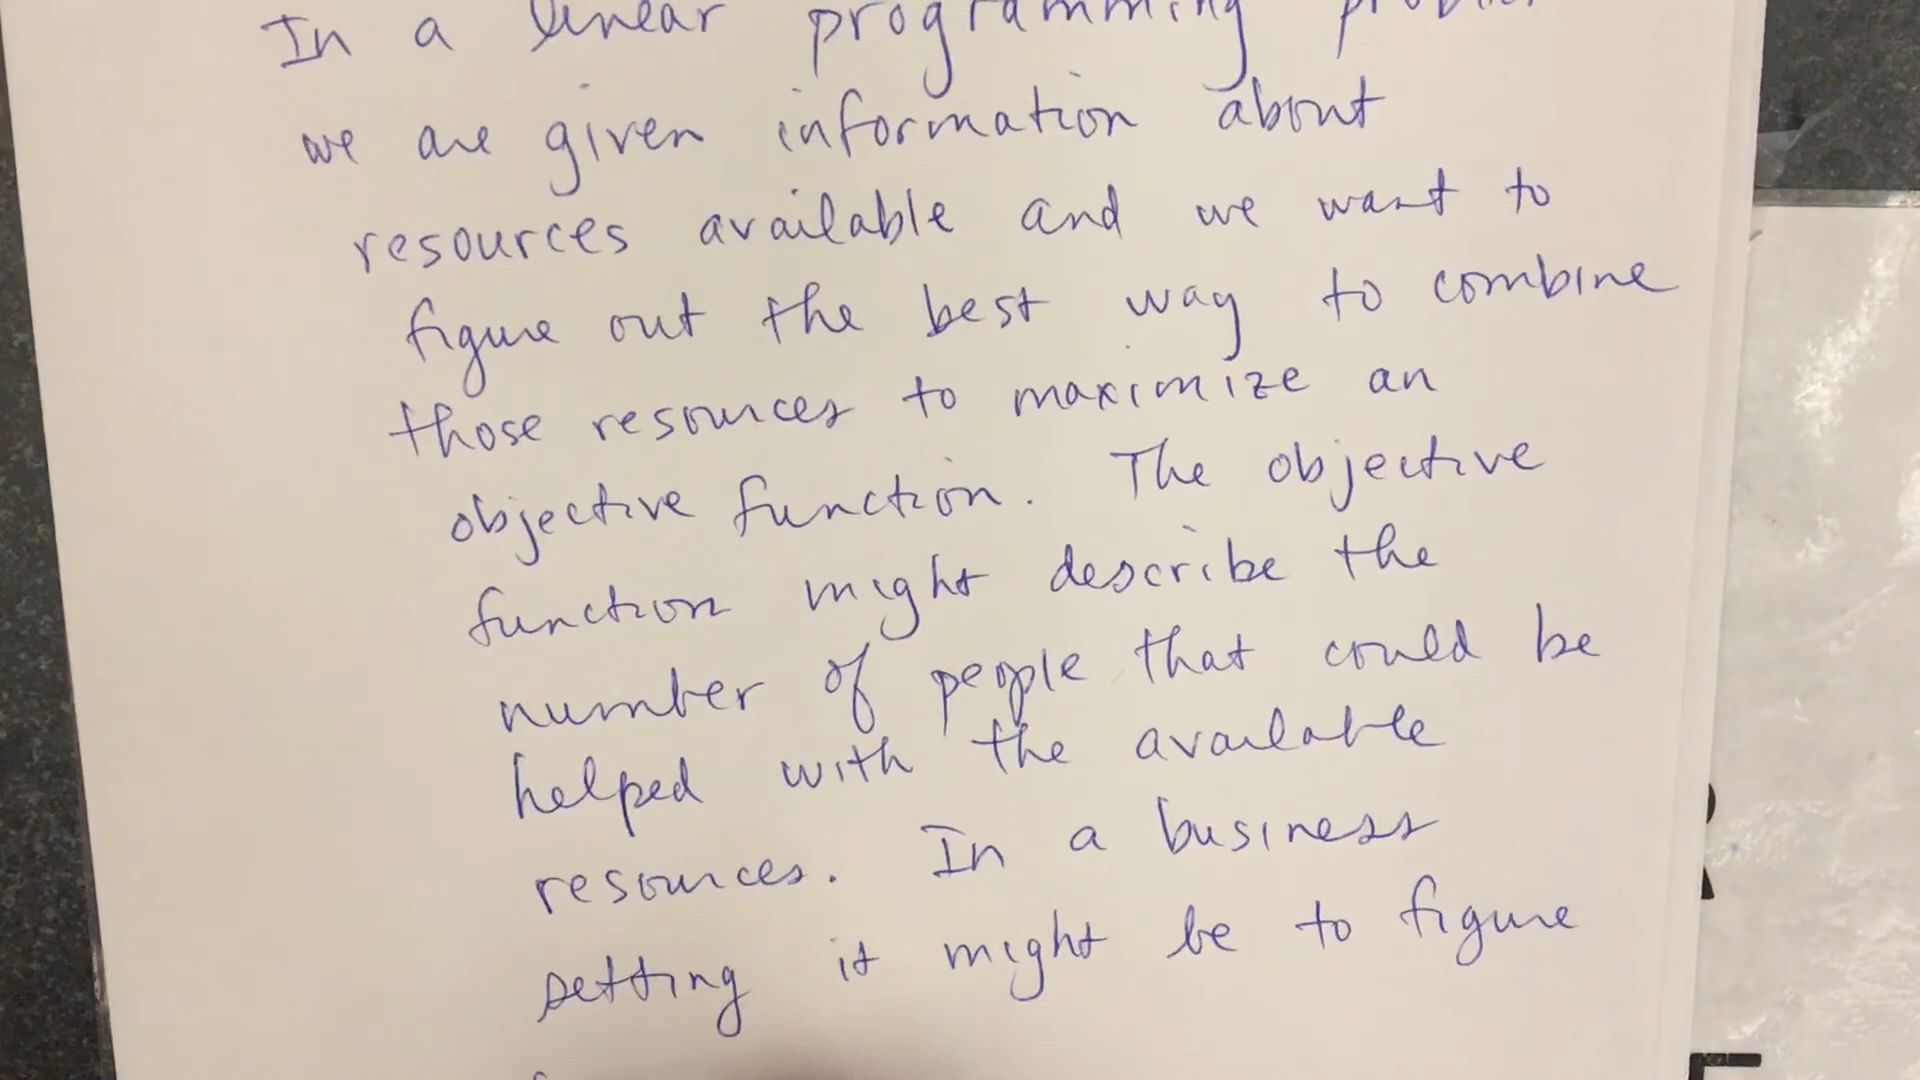 In a linear programming problem
we are given information about
resources available and we want to
figure out the best way to combine
those resources to maximize an
objective function. The objective
function might describe the
number of people that could be
helped with the available
resources. In a business
setting it might be to figure